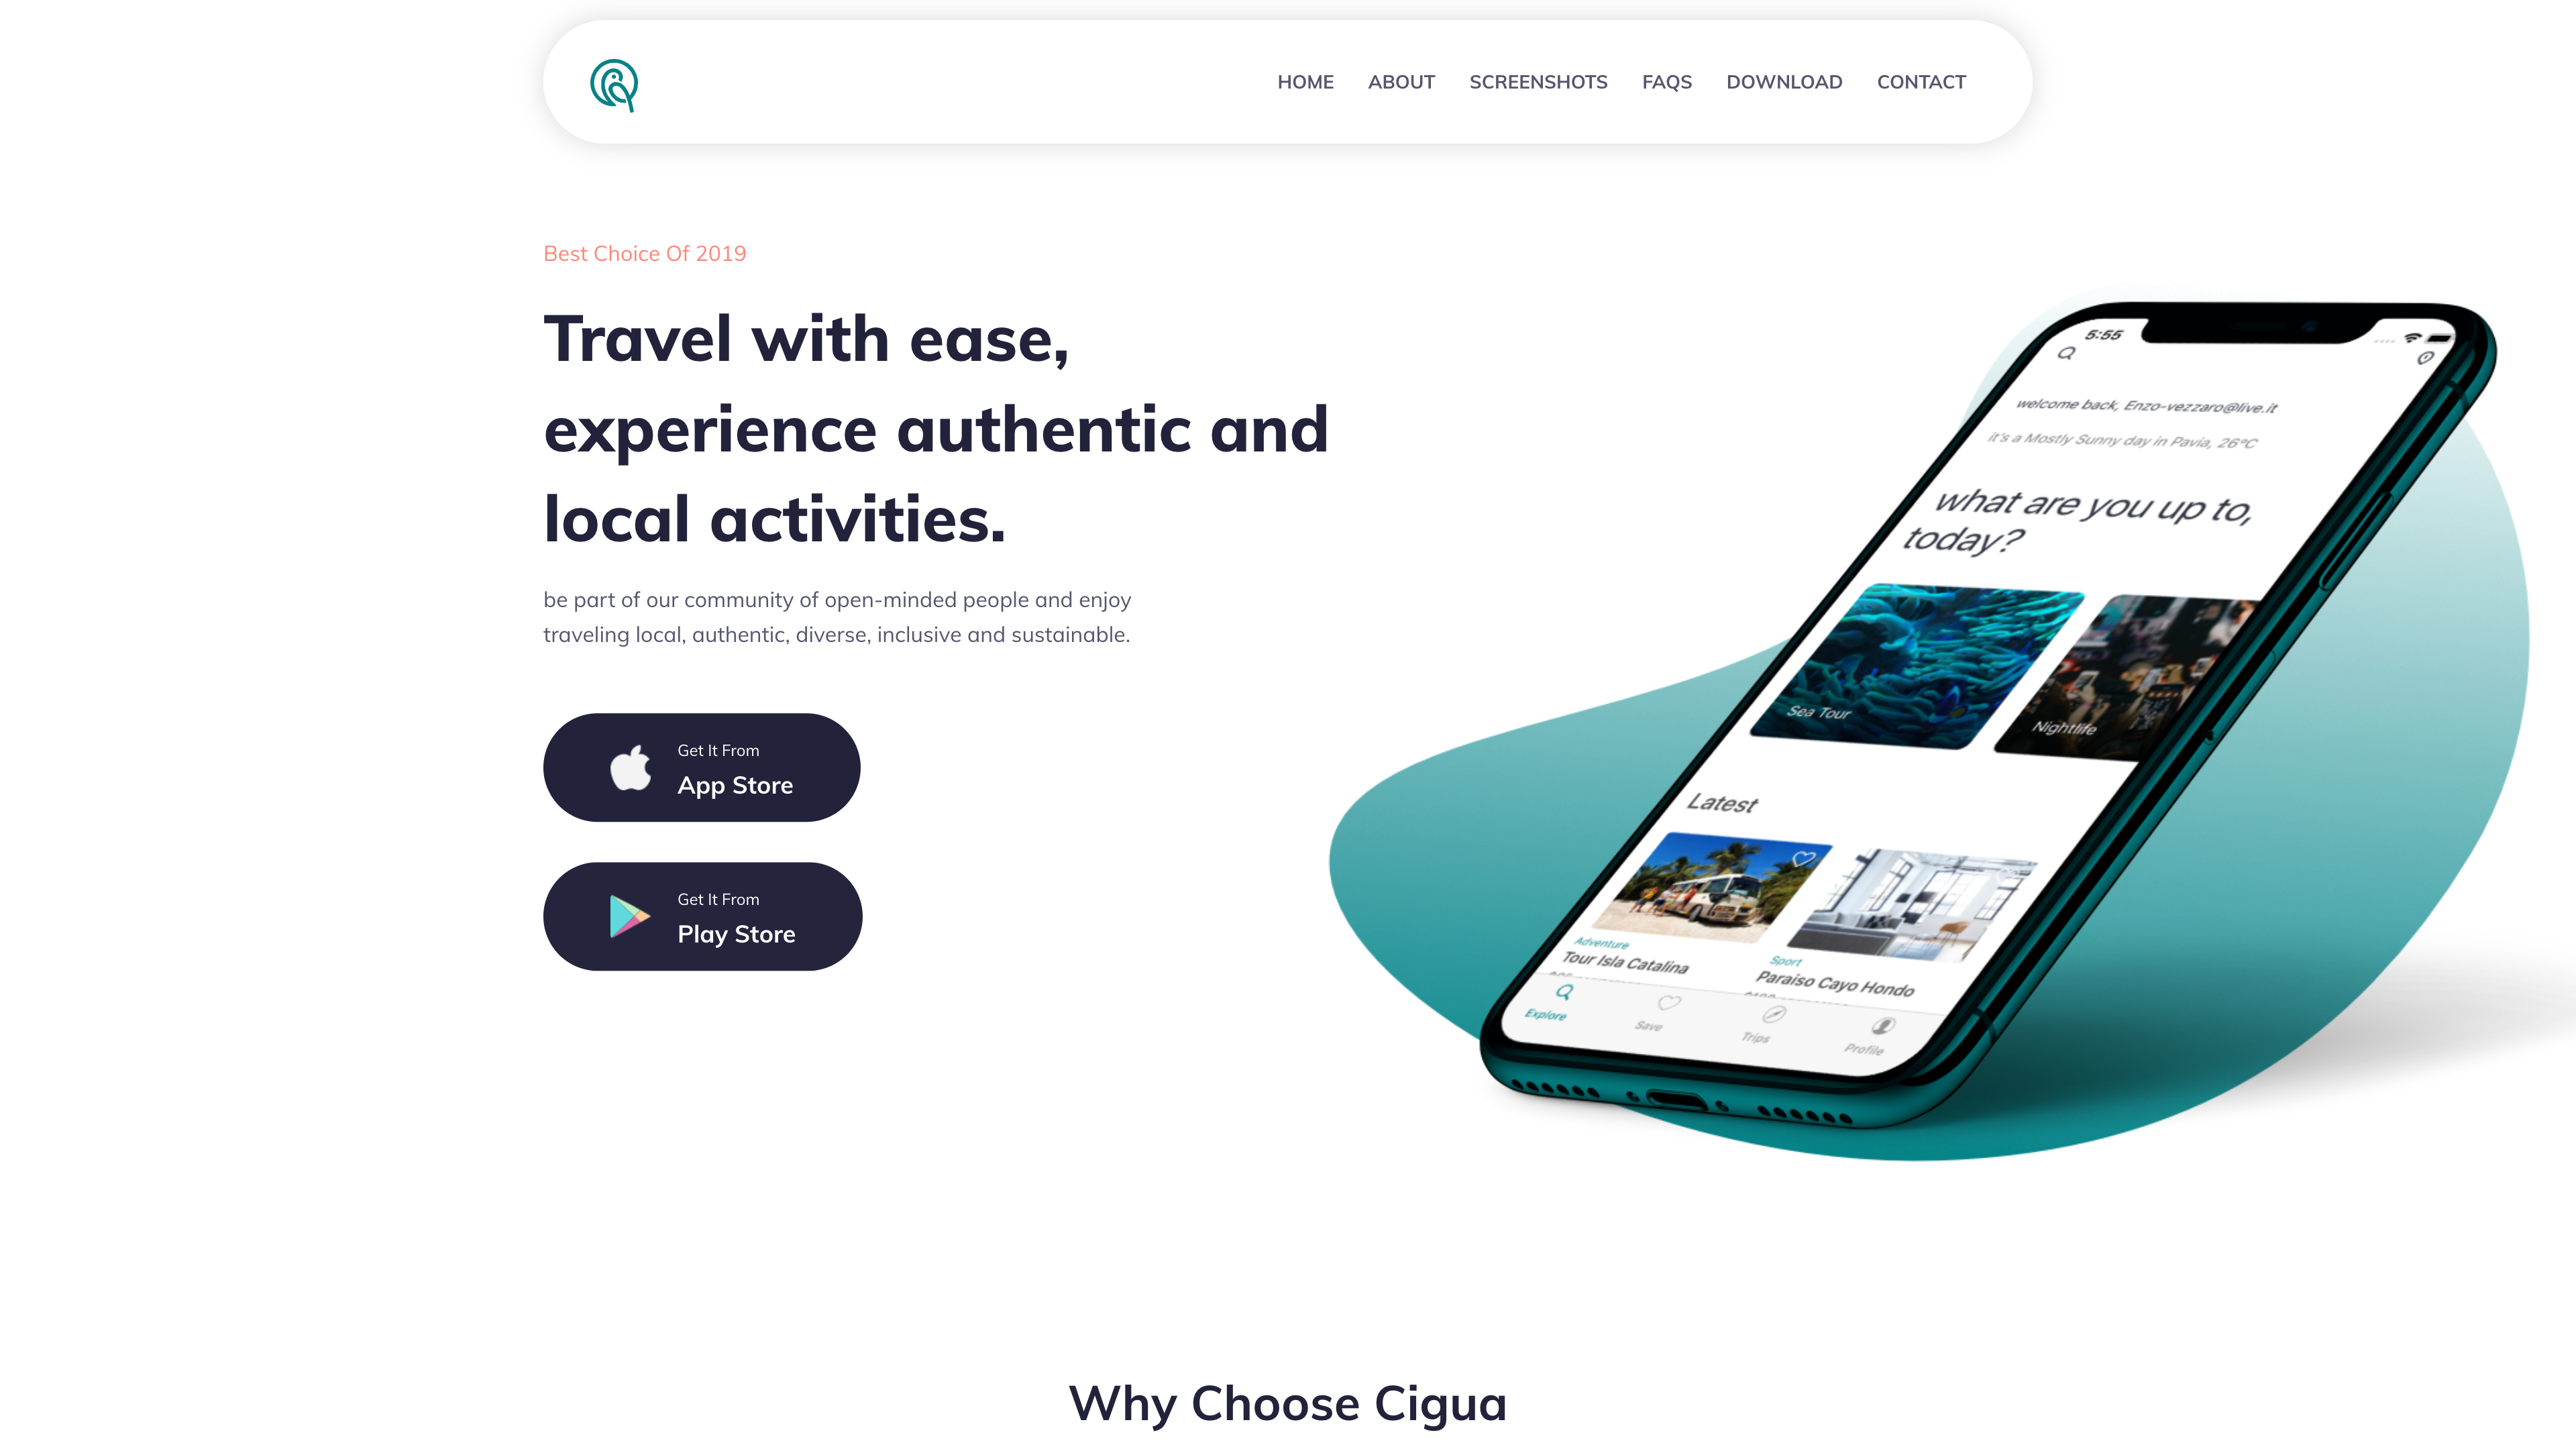 HOME ABOUT SCREENSHOTS FAQS DOWNLOAD CONTACT
Best Choice Of 2019
Travel with ease,
experience authentic and
local activities.
be part of our community of open-minded people and enjoy
traveling local, authentic, diverse, inclusive and sustainable.
Get It From
App Store
Get It From
Play Store
5:55
welcome back, Enzo-vezzaro@live.it
it's a Mostly Sunny day in Pavia, 26°C
what are you up to,
today?
Sea Tour
Nightlife
Latest
Adventure
Tour Isla Catalina
Sport
Paraiso Cayo Hondo
Explore
Save
Trips
Profile
Why Choose Cigua